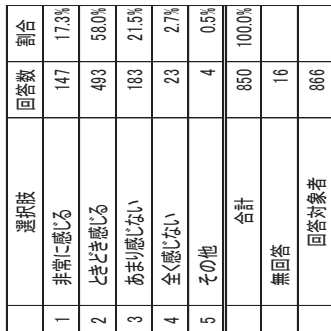 選択肢 回答数 割合
1 非常に感じる 147 17.3%
2 ときどき感じる 493 58.0%
3 あまり感じない 183 21.5%
4 全く感じない 23 2.7%
5 その他 4 0.5%
合計 850 100.0%
無回答 16
回答対象者 866